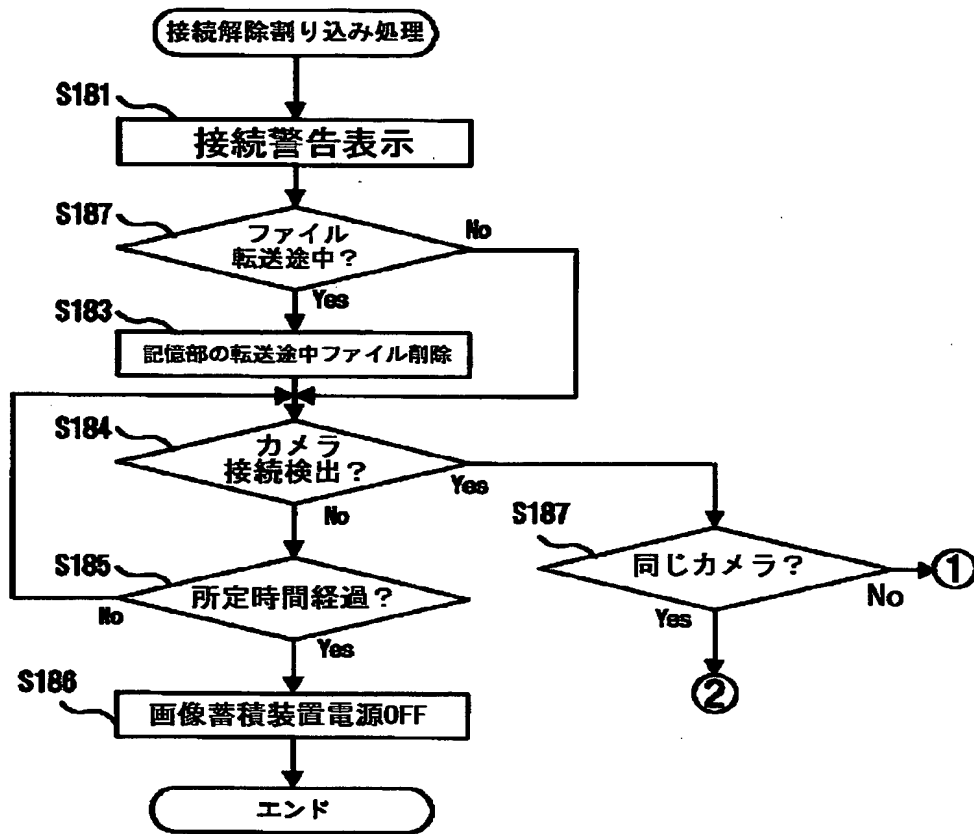 接続解除割り込み処理
S181
接続警告表示
S187
ファイル
転送途中?
No
Yes
S183
記憶部の転送途中ファイル削除
S184
カメラ
接続検出?
Yes
No
S187
同じカメラ?
No
①
Yes
②
S185
所定時間経過?
No
Yes
S186
画像蓄積装置電源OFF
エンド